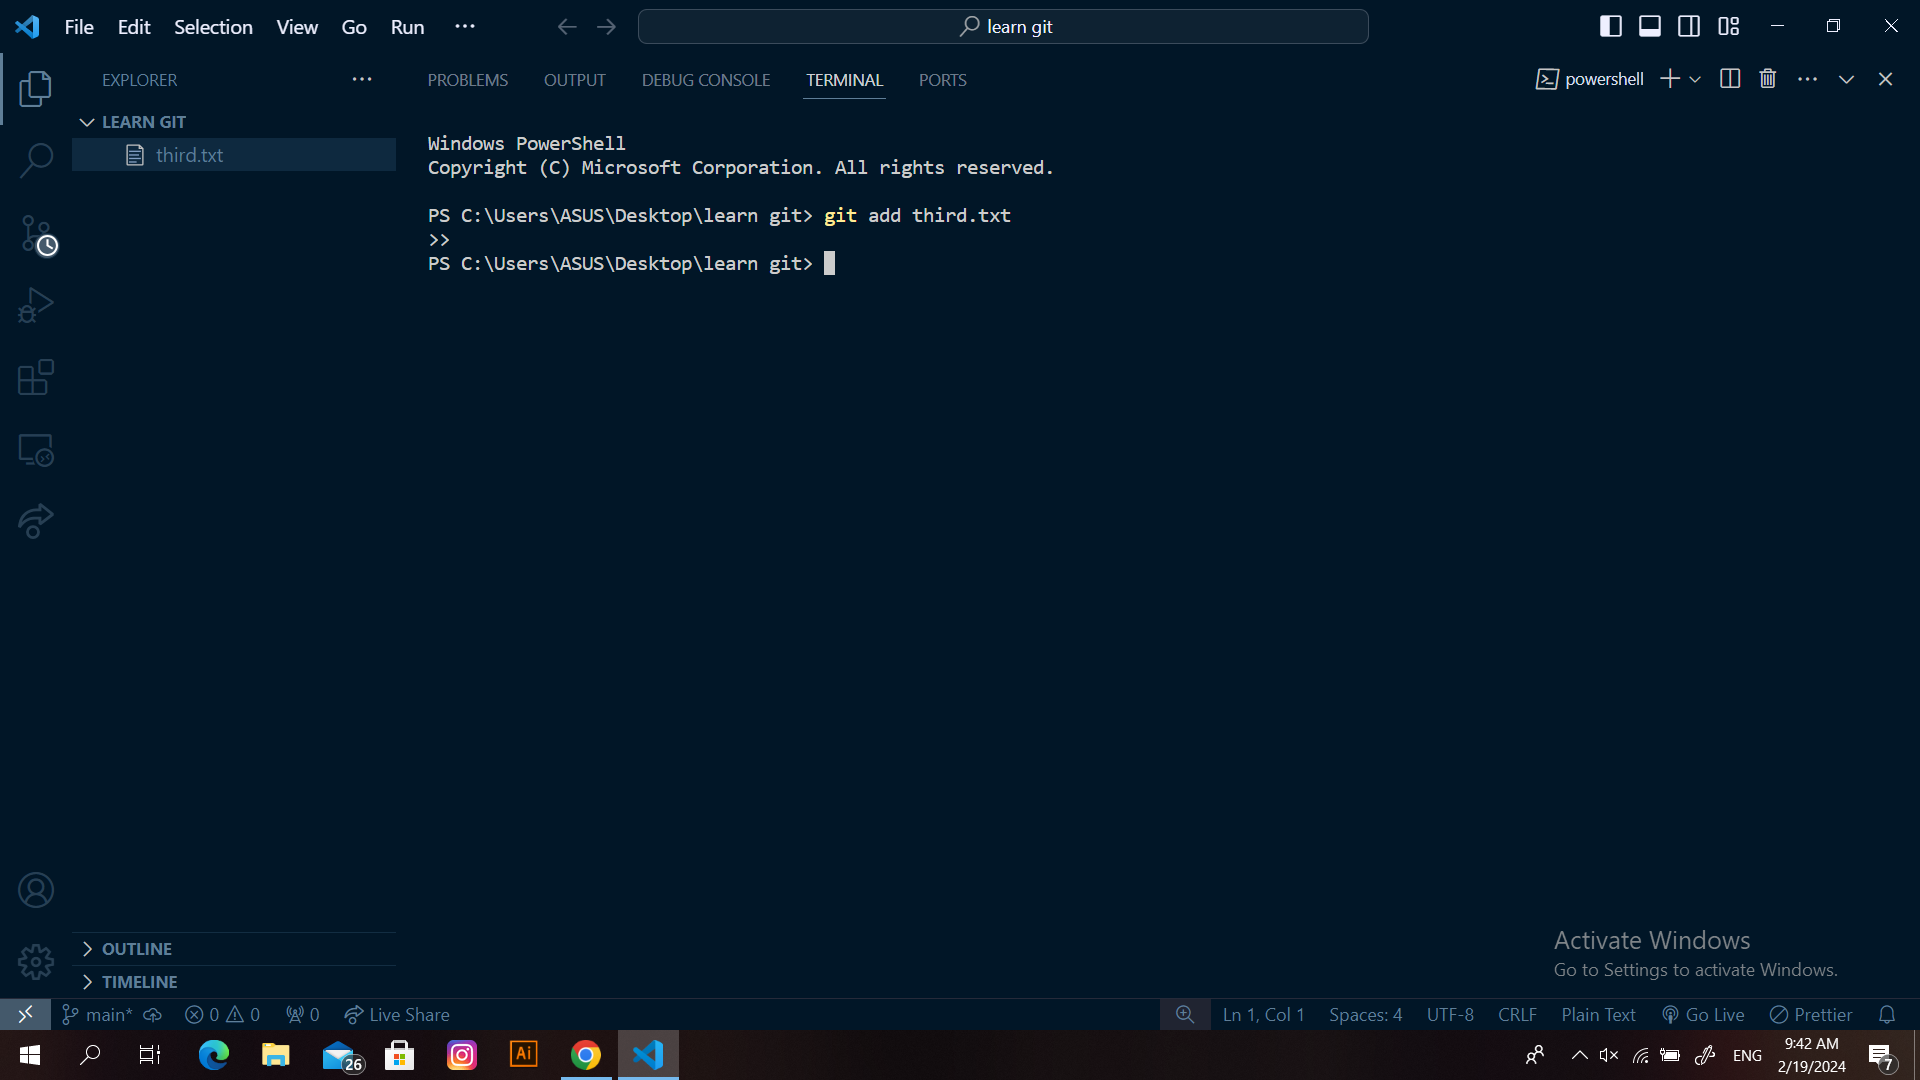 File Edit Selection View Go Run ···
learn git
EXPLORER ···
PROBLEMS OUTPUT DEBUG CONSOLE TERMINAL PORTS
powershell
LEARN GIT
third.txt
Windows PowerShell
Copyright (C) Microsoft Corporation. All rights reserved.
PS C:\Users\ASUS\Desktop\learn git> git add third.txt
>>
PS C:\Users\ASUS\Desktop\learn git>
OUTLINE
TIMELINE
Activate Windows
Go to Settings to activate Windows.
main* 0 0 0 Live Share
Ln 1, Col 1 Spaces: 4 UTF-8 CRLF Plain Text Go Live Prettier
26
Ai
ENG
9:42 AM
2/19/2024
7